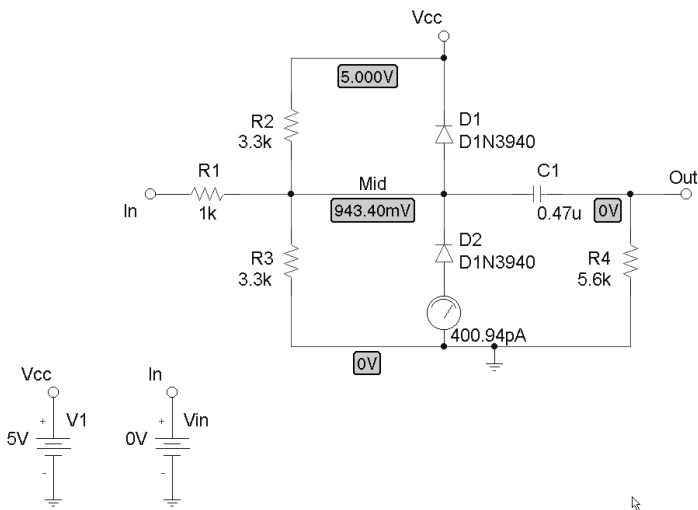 Vcc
5.000V
R2
3.3k
D1
D1N3940
R1
1k
In
Mid
943.40mV
C1
0.47u
0V
Out
R3
3.3k
D2
D1N3940
R4
5.6k
400.94pA
0V
Vcc
+
V1
5V
-
In
+
Vin
0V
-